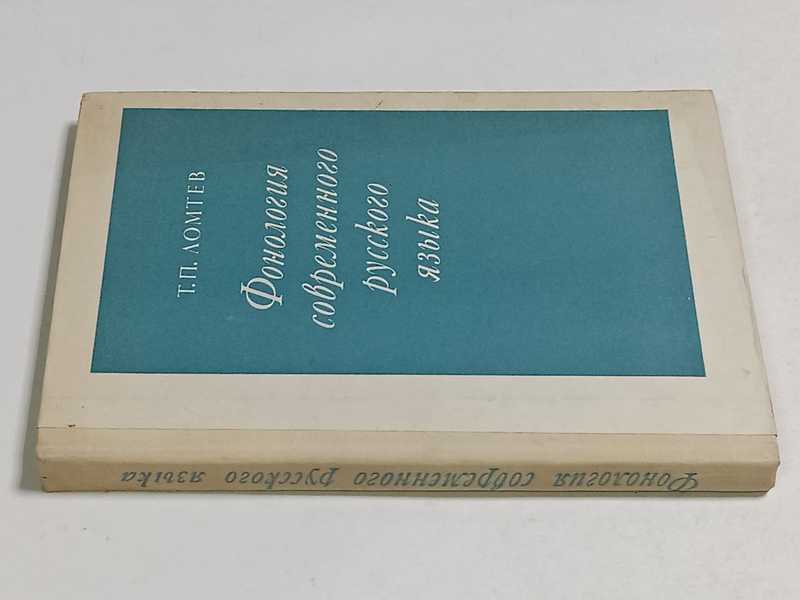 Т.П. ЛОМТЕВ
Фонология
современного
русского
языка
Фонология современного русского языка